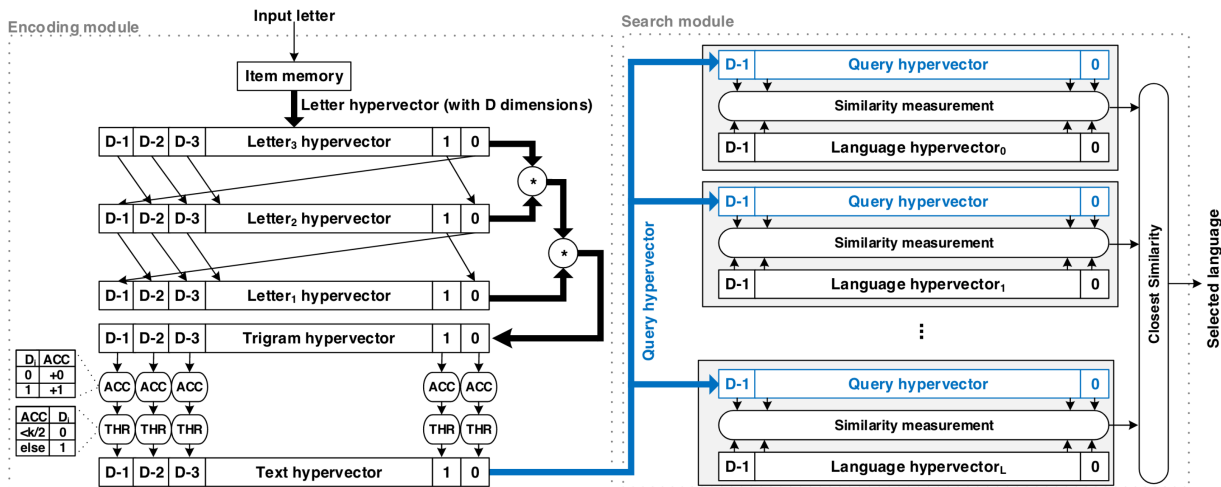 Encoding module
Input letter
Item memory
Letter hypervector (with D dimensions)
D-1 D-2 D-3 Letter₃ hypervector 1 0
*
D-1 D-2 D-3 Letter₂ hypervector 1 0
*
D-1 D-2 D-3 Letter₁ hypervector 1 0
D-1 D-2 D-3 Trigram hypervector 1 0
Dᵢ ACC
0 +0
1 +1
ACC ACC ACC ACC ACC
ACC Dᵢ
<k/2 0
else 1
THR THR THR THR THR
D-1 D-2 D-3 Text hypervector 1 0
Query hypervector
Search module
D-1 Query hypervector 0
Similarity measurement
D-1 Language hypervector₀ 0
D-1 Query hypervector 0
Similarity measurement
D-1 Language hypervector₁ 0
...
D-1 Query hypervector 0
Similarity measurement
D-1 Language hypervector_L 0
Closest Similarity
Selected language